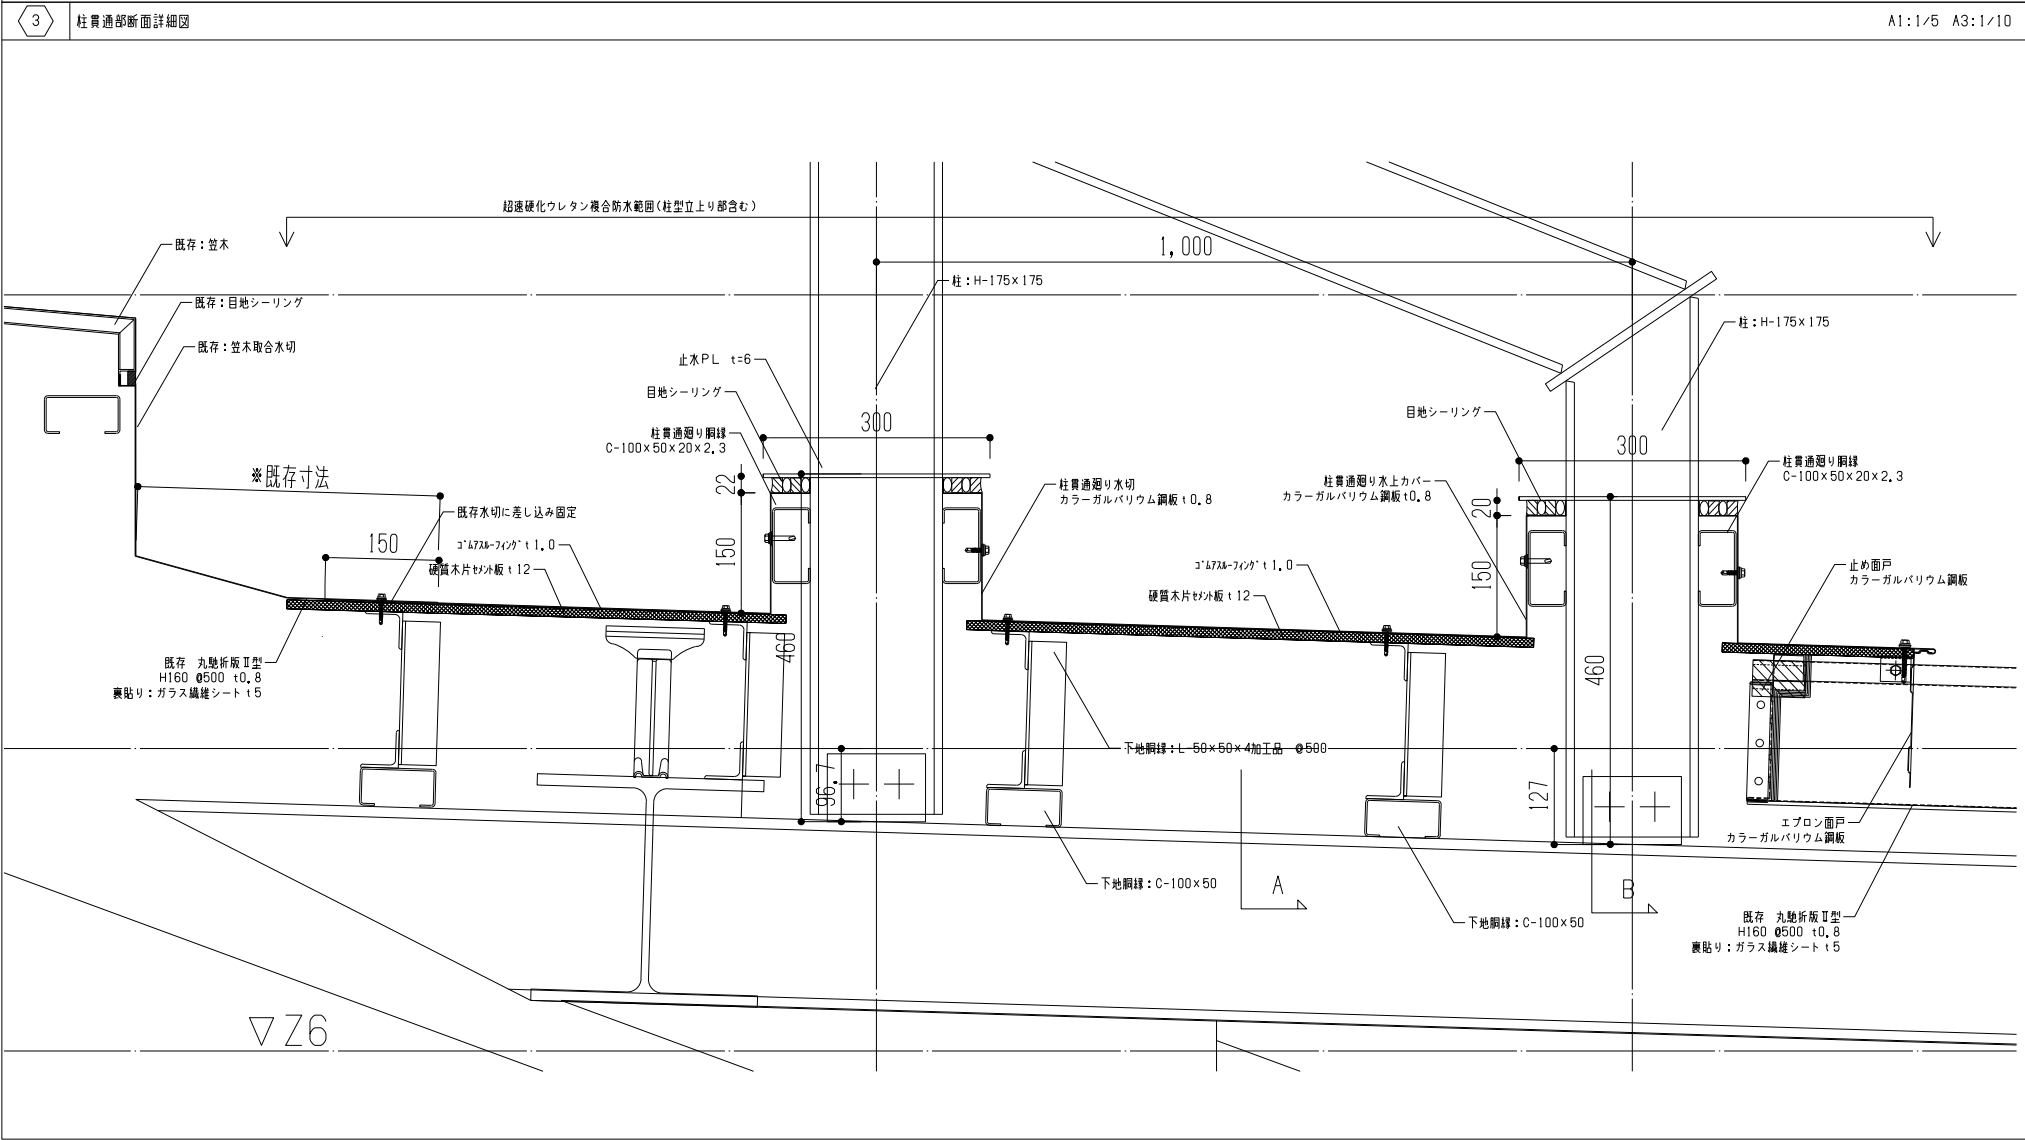 3
柱貫通部断面詳細図
A1:1/5 A3:1/10
超速硬化ウレタン複合防水範囲(柱型立上り部含む)
1,000
既存：笠木
既存：目地シーリング
既存：笠木取合水切
柱：H-175×175
柱：H-175×175
止水PL t=6
目地シーリング
柱貫通廻り胴縁
C-100×50×20×2.3
300
目地シーリング
300
柱貫通廻り胴縁
C-100×50×20×2.3
※既存寸法
22
150
柱貫通廻り水切
カラーガルバリウム鋼板t0.8
柱貫通廻り水上カバー
カラーガルバリウム鋼板t0.8
20
150
既存水切に差し込み固定
150
ｺﾞﾑｱｽﾙｰﾌｨﾝｸﾞ t1.0
硬質木片ｾﾒﾝﾄ板 t12
ｺﾞﾑｱｽﾙｰﾌｨﾝｸﾞ t1.0
硬質木片ｾﾒﾝﾄ板 t12
止め面戸
カラーガルバリウム鋼板
460
460
既存 丸馳折版Ⅱ型
H160 @500 t0.8
裏貼り：ガラス繊維シート t5
下地胴縁：L-50×50×4加工品 @500
96.7
127
エプロン面戸
カラーガルバリウム鋼板
下地胴縁：C-100×50
A
B
下地胴縁：C-100×50
既存 丸馳折版Ⅱ型
H160 @500 t0.8
裏貼り：ガラス繊維シート t5
▽Z6